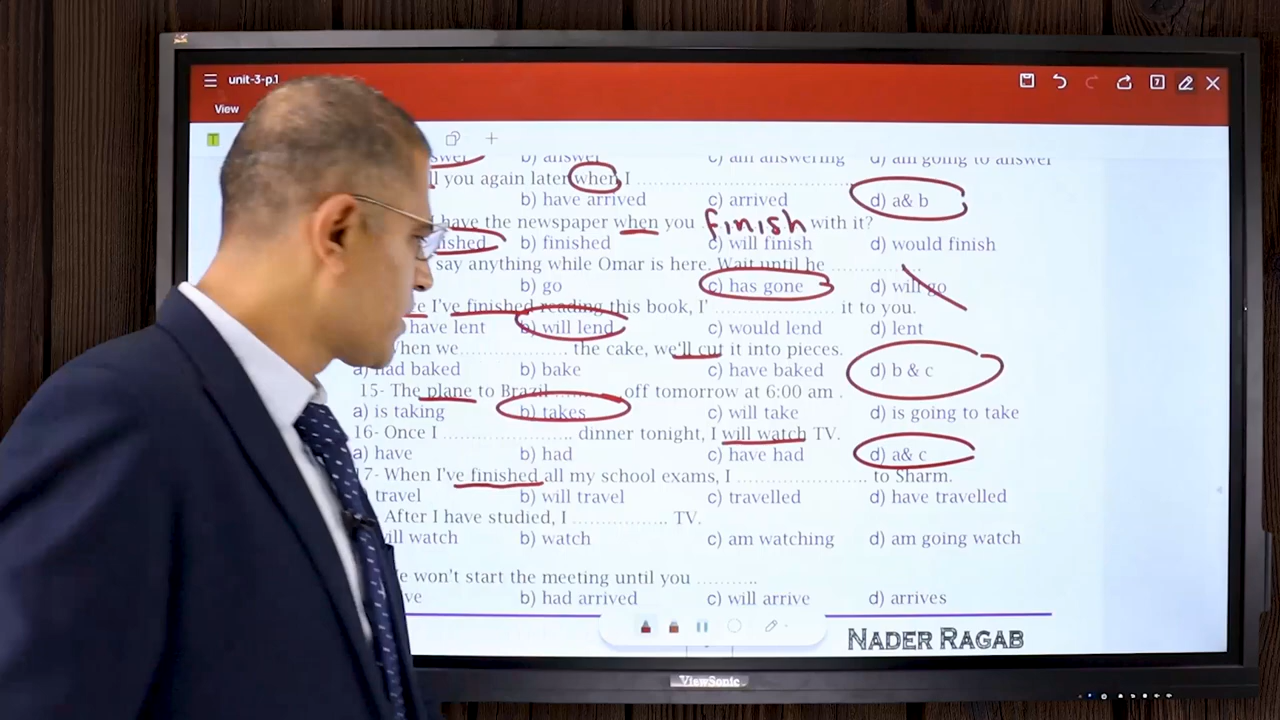 unit-3-p.1
View
T
b) answer c) am answering d) am going to answer
you again later when I ........................................
b) have arrived c) arrived d) a& b
I have the newspaper when you finish with it?
b) finished c) will finish d) would finish
say anything while Omar is here. Wait until he ...............
b) go c) has gone d) will go
I've finished reading this book, I' ..................... it to you.
have lent b) will lend c) would lend d) lent
When we................... the cake, we'll cut it into pieces.
a) had baked b) bake c) have baked d) b & c
15- The plane to Brazil ............ off tomorrow at 6:00 am .
a) is taking b) takes c) will take d) is going to take
16- Once I ...................... dinner tonight, I will watch TV.
a) have b) had c) have had d) a& c
17- When I've finished all my school exams, I ...................... to Sharm.
travel b) will travel c) travelled d) have travelled
After I have studied, I ................ TV.
will watch b) watch c) am watching d) am going watch
won't start the meeting until you ..........
b) had arrived c) will arrive d) arrives
NADER RAGAB
ViewSonic